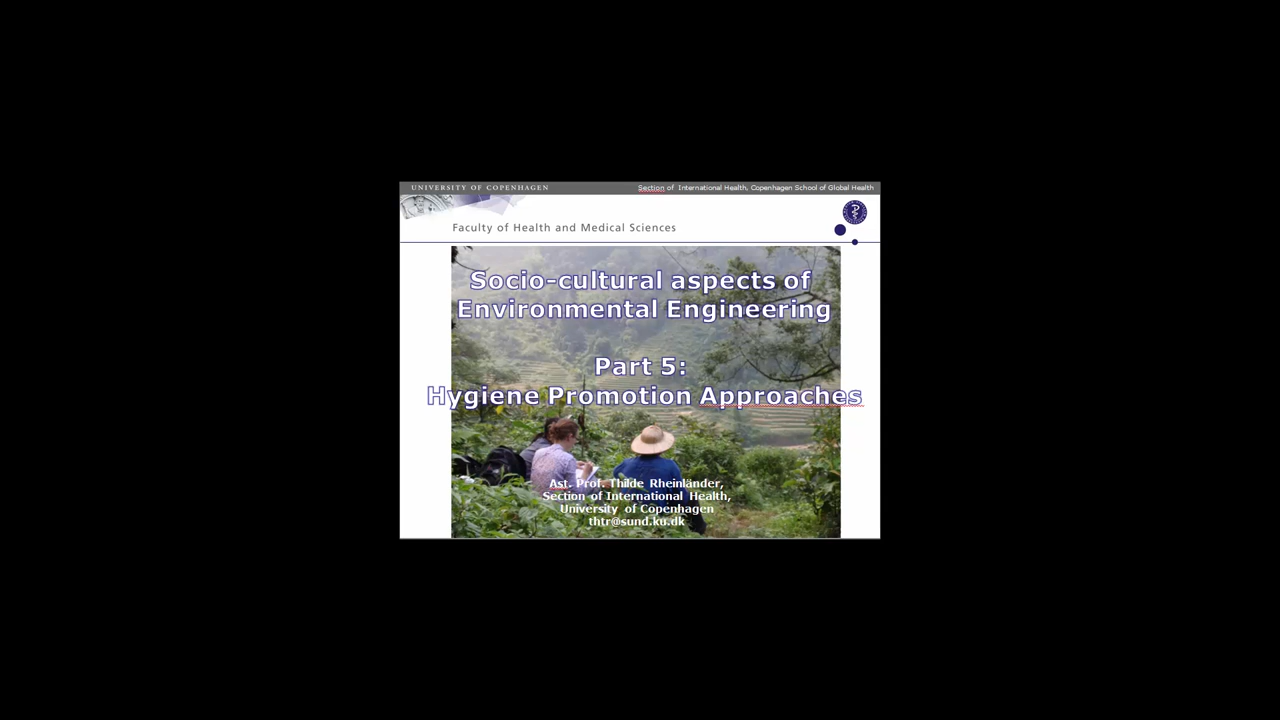 UNIVERSITY OF COPENHAGEN
Section of International Health, Copenhagen School of Global Health
Faculty of Health and Medical Sciences
Socio-cultural aspects of
Environmental Engineering
Part 5:
Hygiene Promotion Approaches
Ast. Prof. Thilde Rheinländer,
Section of International Health,
University of Copenhagen
thtr@sund.ku.dk